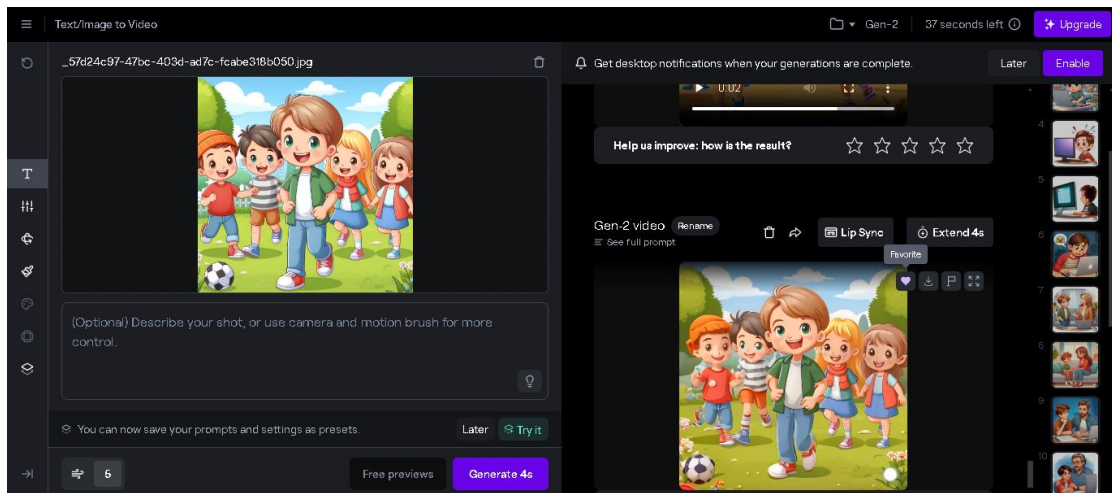 Text/Image to Video
Gen-2
37 seconds left
Upgrade
_57d24c97-47bc-403d-ad7c-fcabe318b050.jpg
(Optional) Describe your shot, or use camera and motion brush for more
control.
You can now save your prompts and settings as presets.
Later
Try it
5
Free previews
Generate 4s
Get desktop notifications when your generations are complete.
Later
Enable
0:02
Help us improve: how is the result?
Gen-2 video
Rename
See full prompt
Lip Sync
Extend 4s
Favorite
4
5
6
7
8
9
10